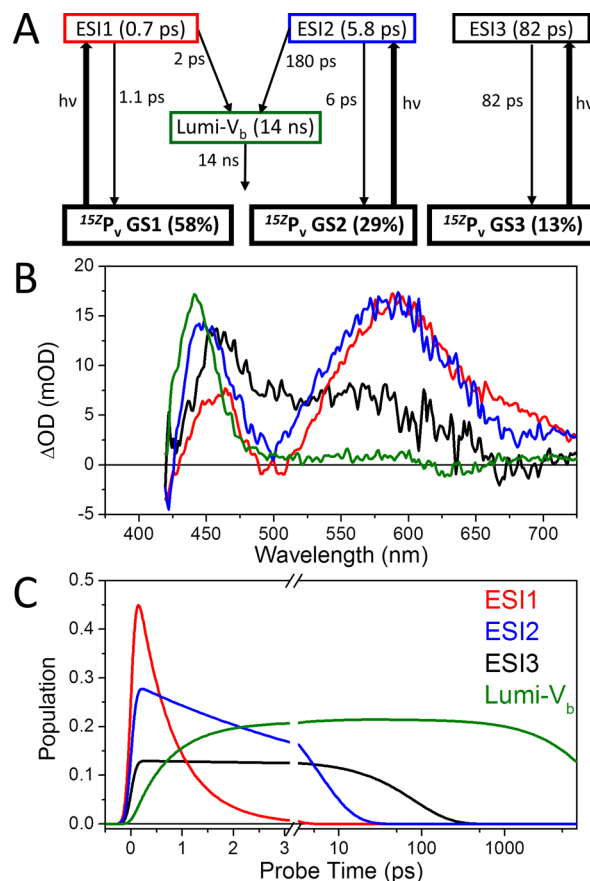 A
ESI1 (0.7 ps) ESI2 (5.8 ps) ESI3 (82 ps)
2 ps 180 ps
1.1 ps 6 ps 82 ps
hν hν hν
Lumi-Vb (14 ns)
14 ns
15ZPv GS1 (58%) 15ZPv GS2 (29%) 15ZPv GS3 (13%)
B
20
15
10
5
0
-5
ΔOD (mOD)
400 450 500 550 600 650 700
Wavelength (nm)
C
0.5
0.4
0.3
0.2
0.1
0.0
Population
ESI1
ESI2
ESI3
Lumi-Vb
0 1 2 3 10 100 1000
Probe Time (ps)